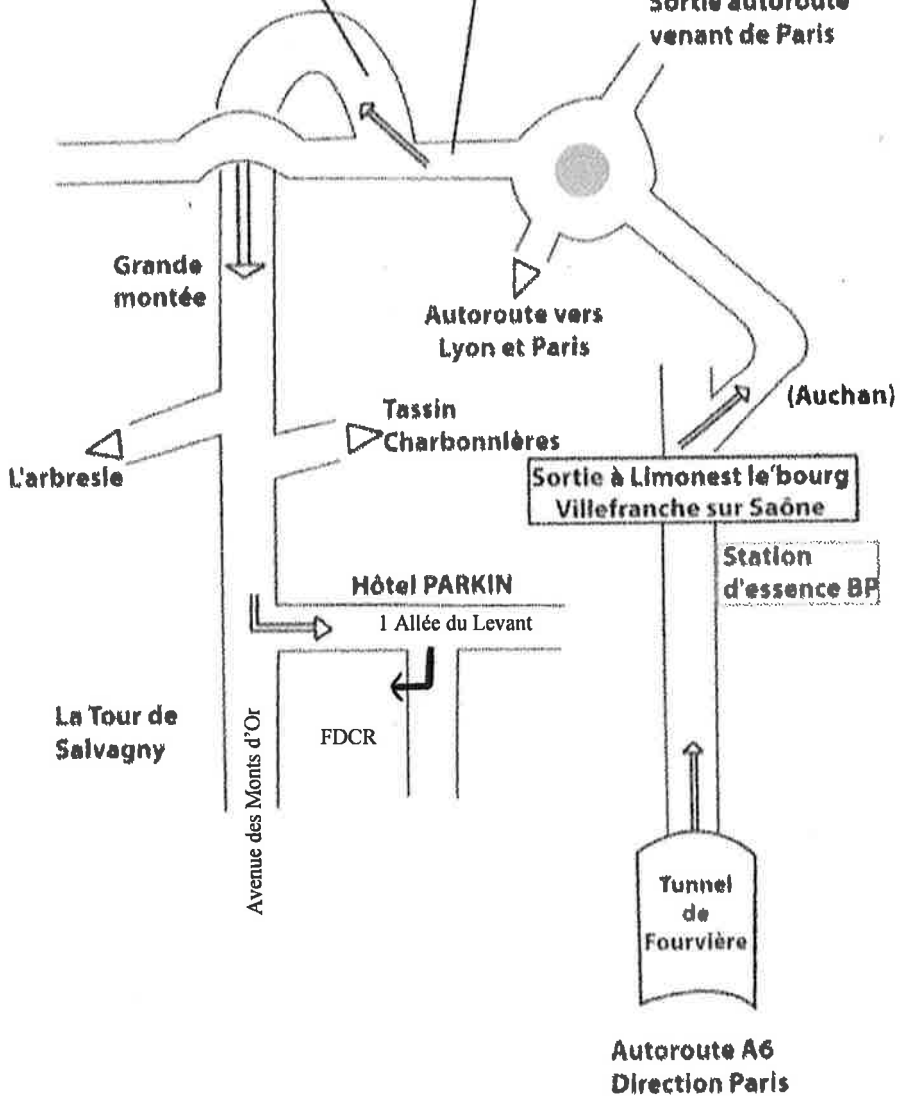 Sortie autoroute
venant de Paris
Grande
montée
Autoroute vers
Lyon et Paris
(Auchan)
Tassin
Charbonnières
L'arbresle
Sortie à Limonest le'bourg
Villefranche sur Saône
Station
d'essence BP
Hôtel PARKIN
1 Allée du Levant
La Tour de
Salvagny
Avenue des Monts d'Or
FDCR
Tunnel
de
Fourvière
Autoroute A6
Direction Paris